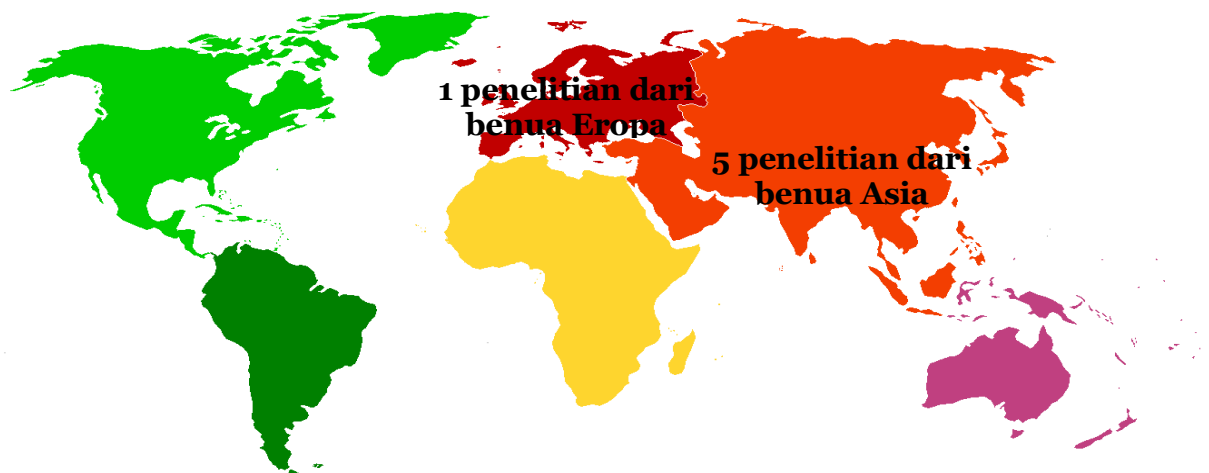 1 penelitian dari
benua Eropa
5 penelitian dari
benua Asia